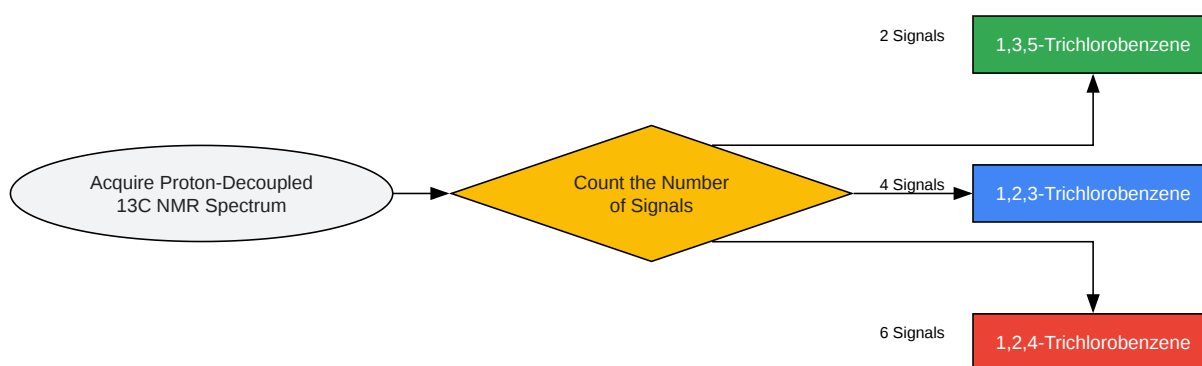 2 Signals
1,3,5-Trichlorobenzene
Acquire Proton-Decoupled
13C NMR Spectrum
Count the Number
of Signals
4 Signals
1,2,3-Trichlorobenzene
6 Signals
1,2,4-Trichlorobenzene